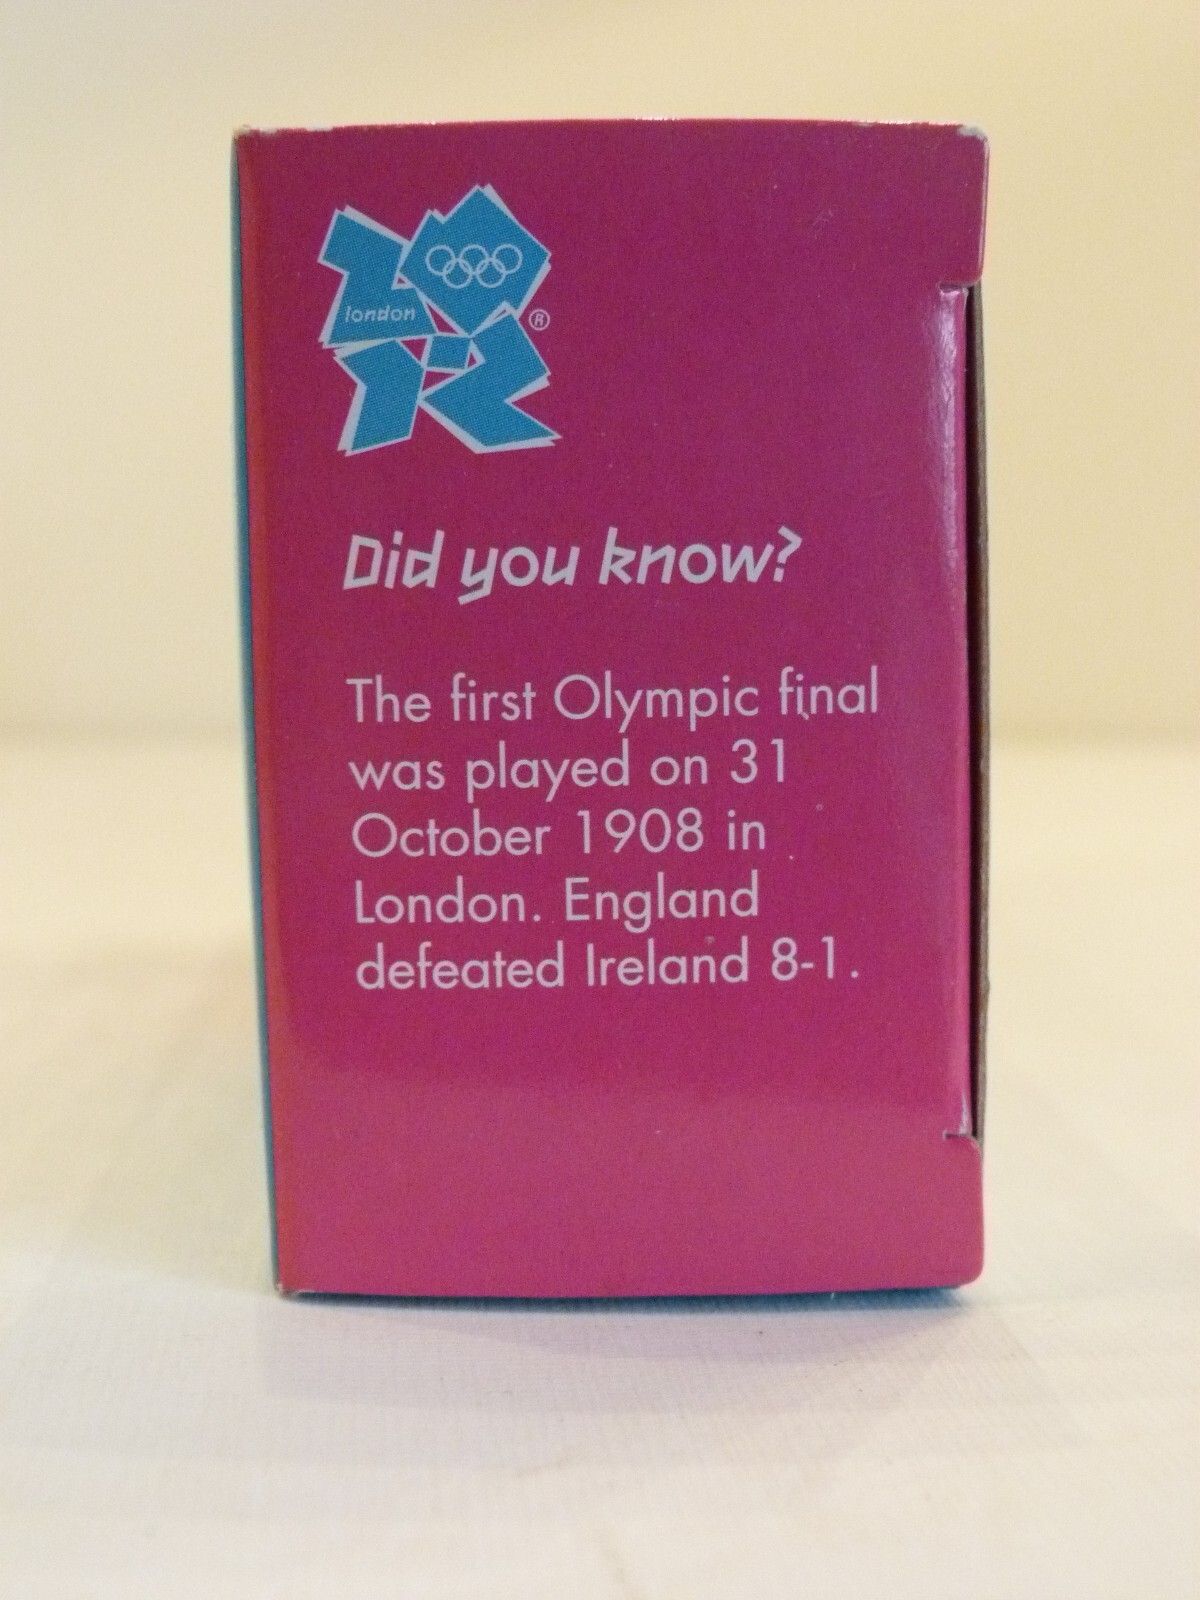 london
®
Did you know?
The first Olympic final
was played on 31
October 1908 in
London. England
defeated Ireland 8-1.